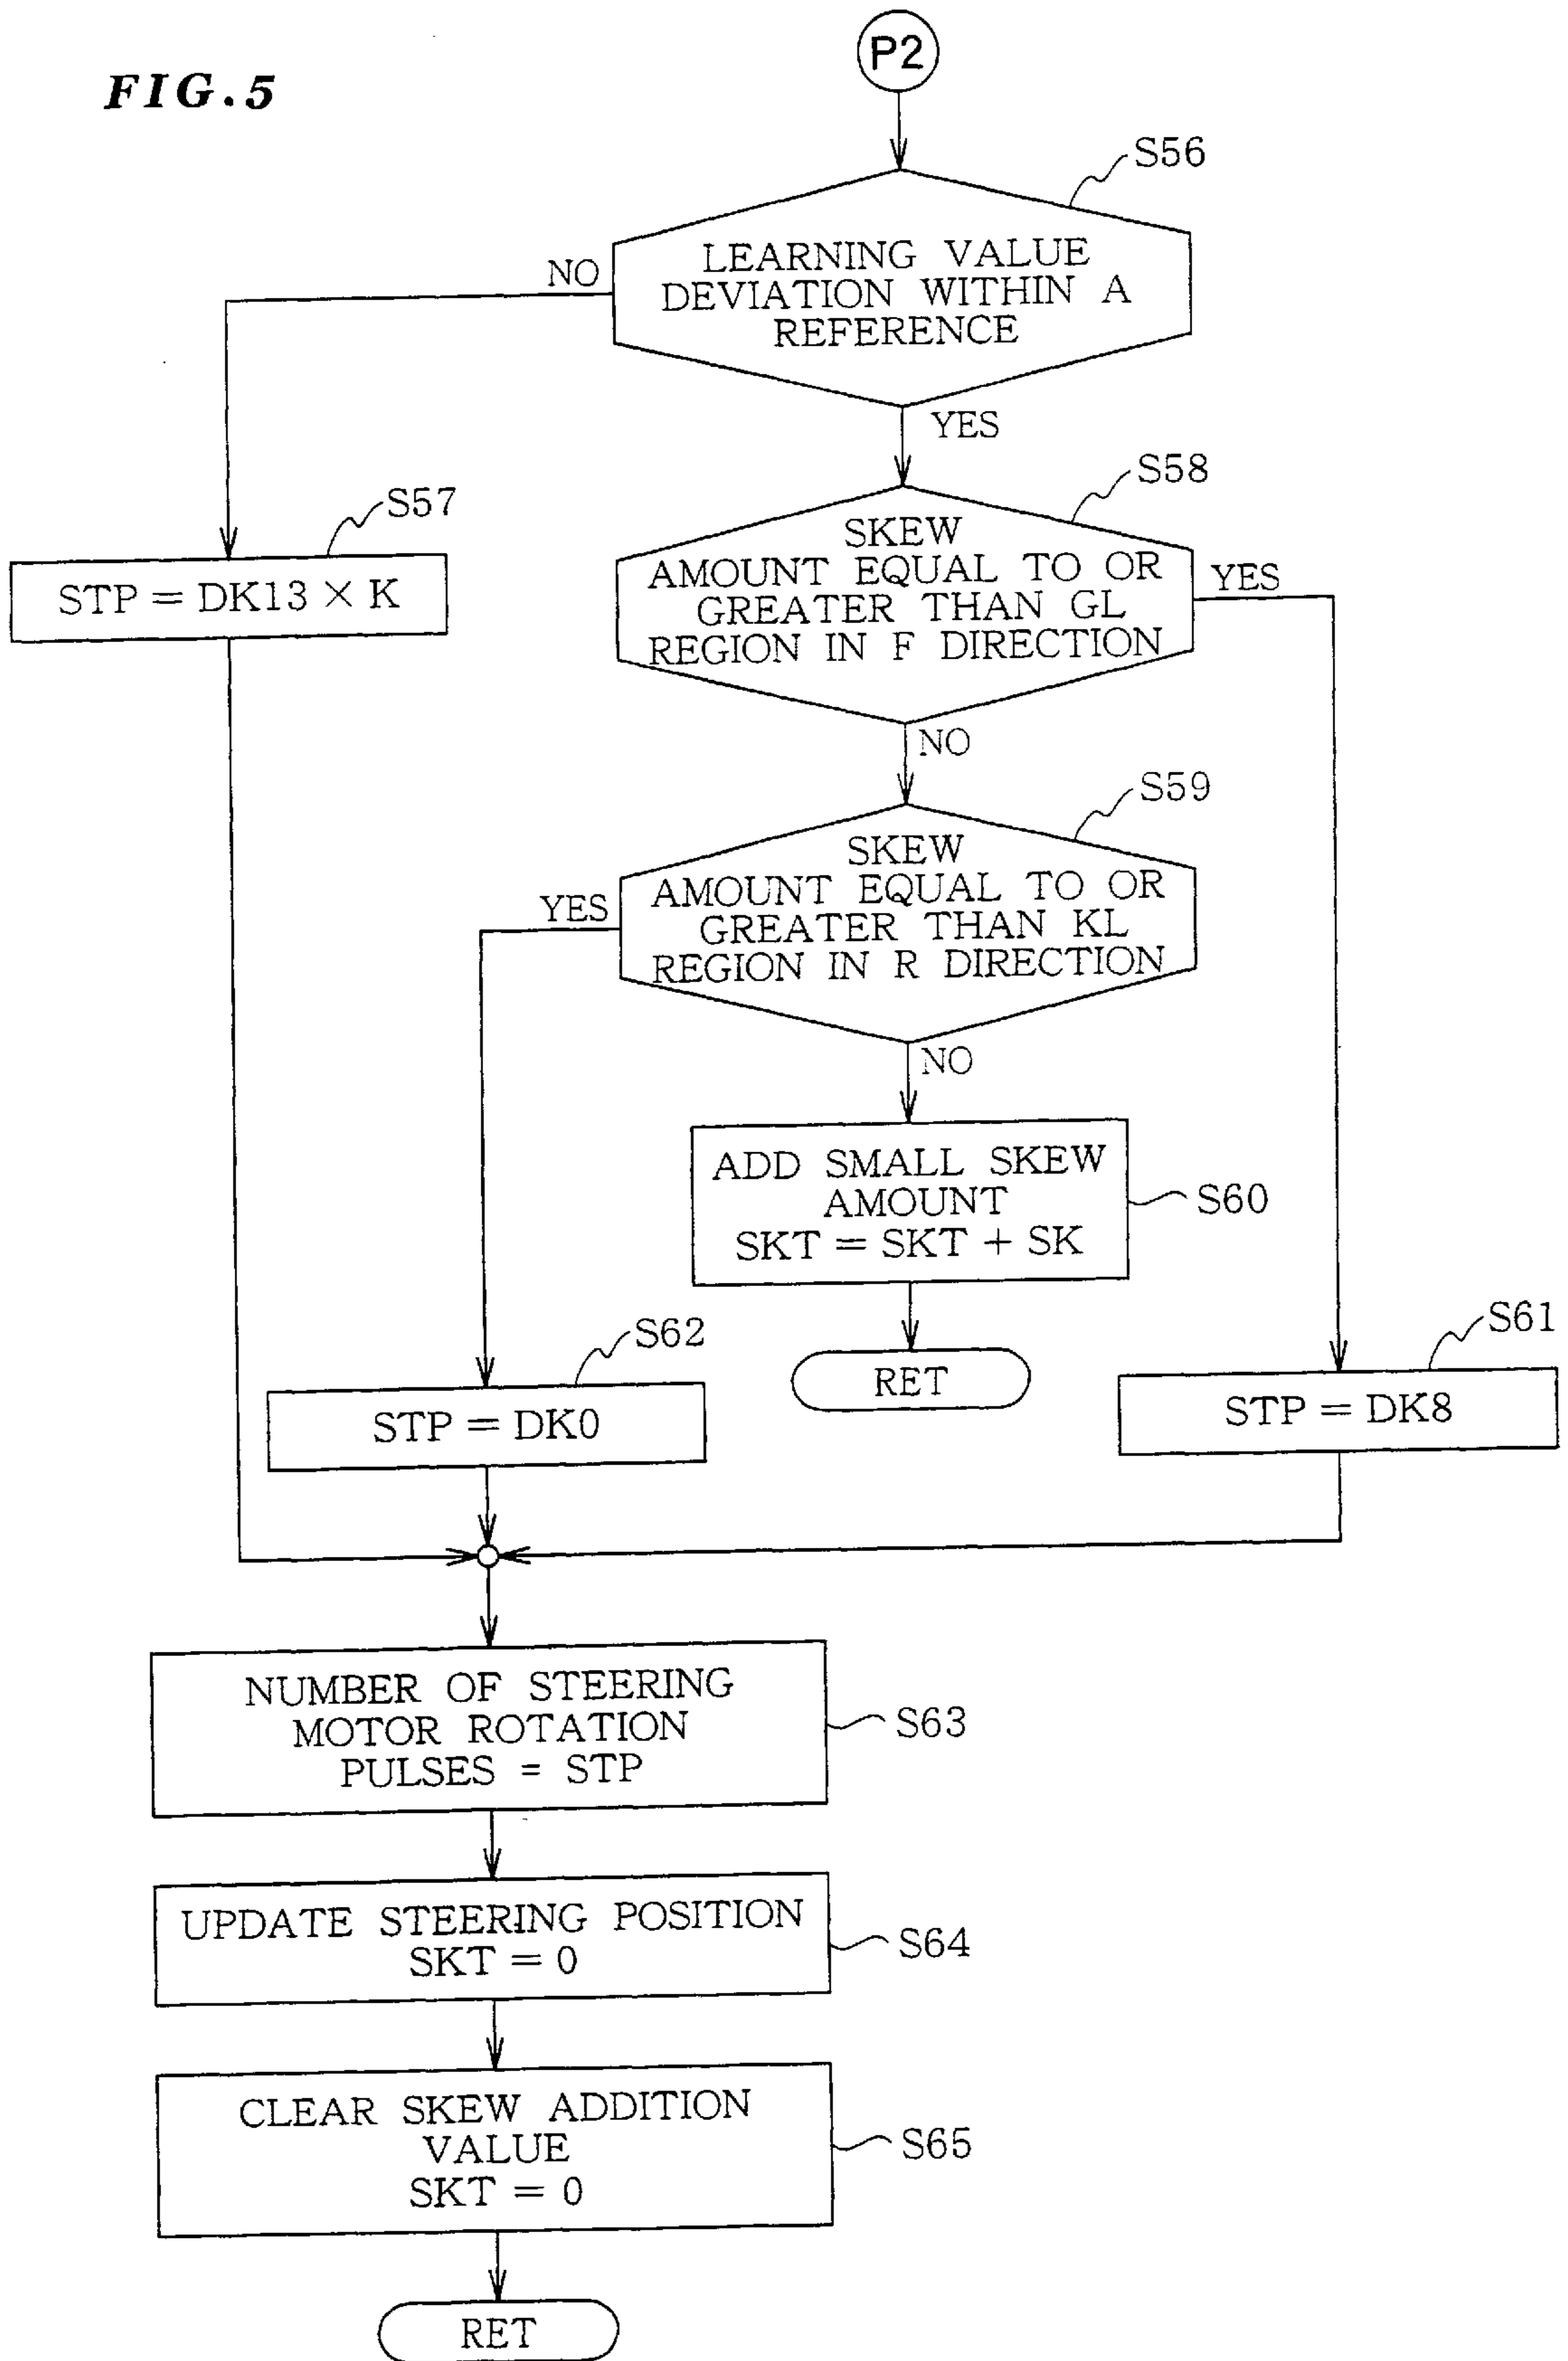 FIG.5
P2
S56
LEARNING VALUE
DEVIATION WITHIN A
REFERENCE
NO
YES
S57
STP = DK13 × K
S58
SKEW
AMOUNT EQUAL TO OR
GREATER THAN GL
REGION IN F DIRECTION
YES
NO
S59
SKEW
AMOUNT EQUAL TO OR
GREATER THAN KL
REGION IN R DIRECTION
YES
NO
ADD SMALL SKEW
AMOUNT
SKT = SKT + SK
S60
RET
S62
STP = DK0
S61
STP = DK8
NUMBER OF STEERING
MOTOR ROTATION
PULSES = STP
S63
UPDATE STEERING POSITION
SKT = 0
S64
CLEAR SKEW ADDITION
VALUE
SKT = 0
S65
RET